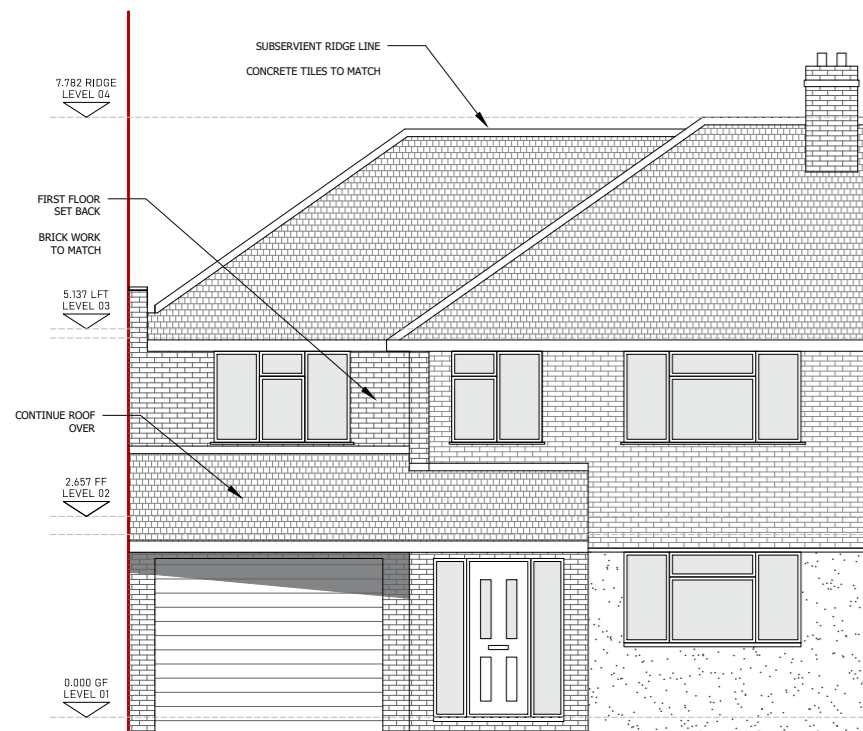 SUBSERVIENT RIDGE LINE
CONCRETE TILES TO MATCH
7.782 RIDGE
LEVEL 04
FIRST FLOOR
SET BACK
BRICK WORK
TO MATCH
5.137 LFT
LEVEL 03
CONTINUE ROOF
OVER
2.657 FF
LEVEL 02
0.000 GF
LEVEL 01